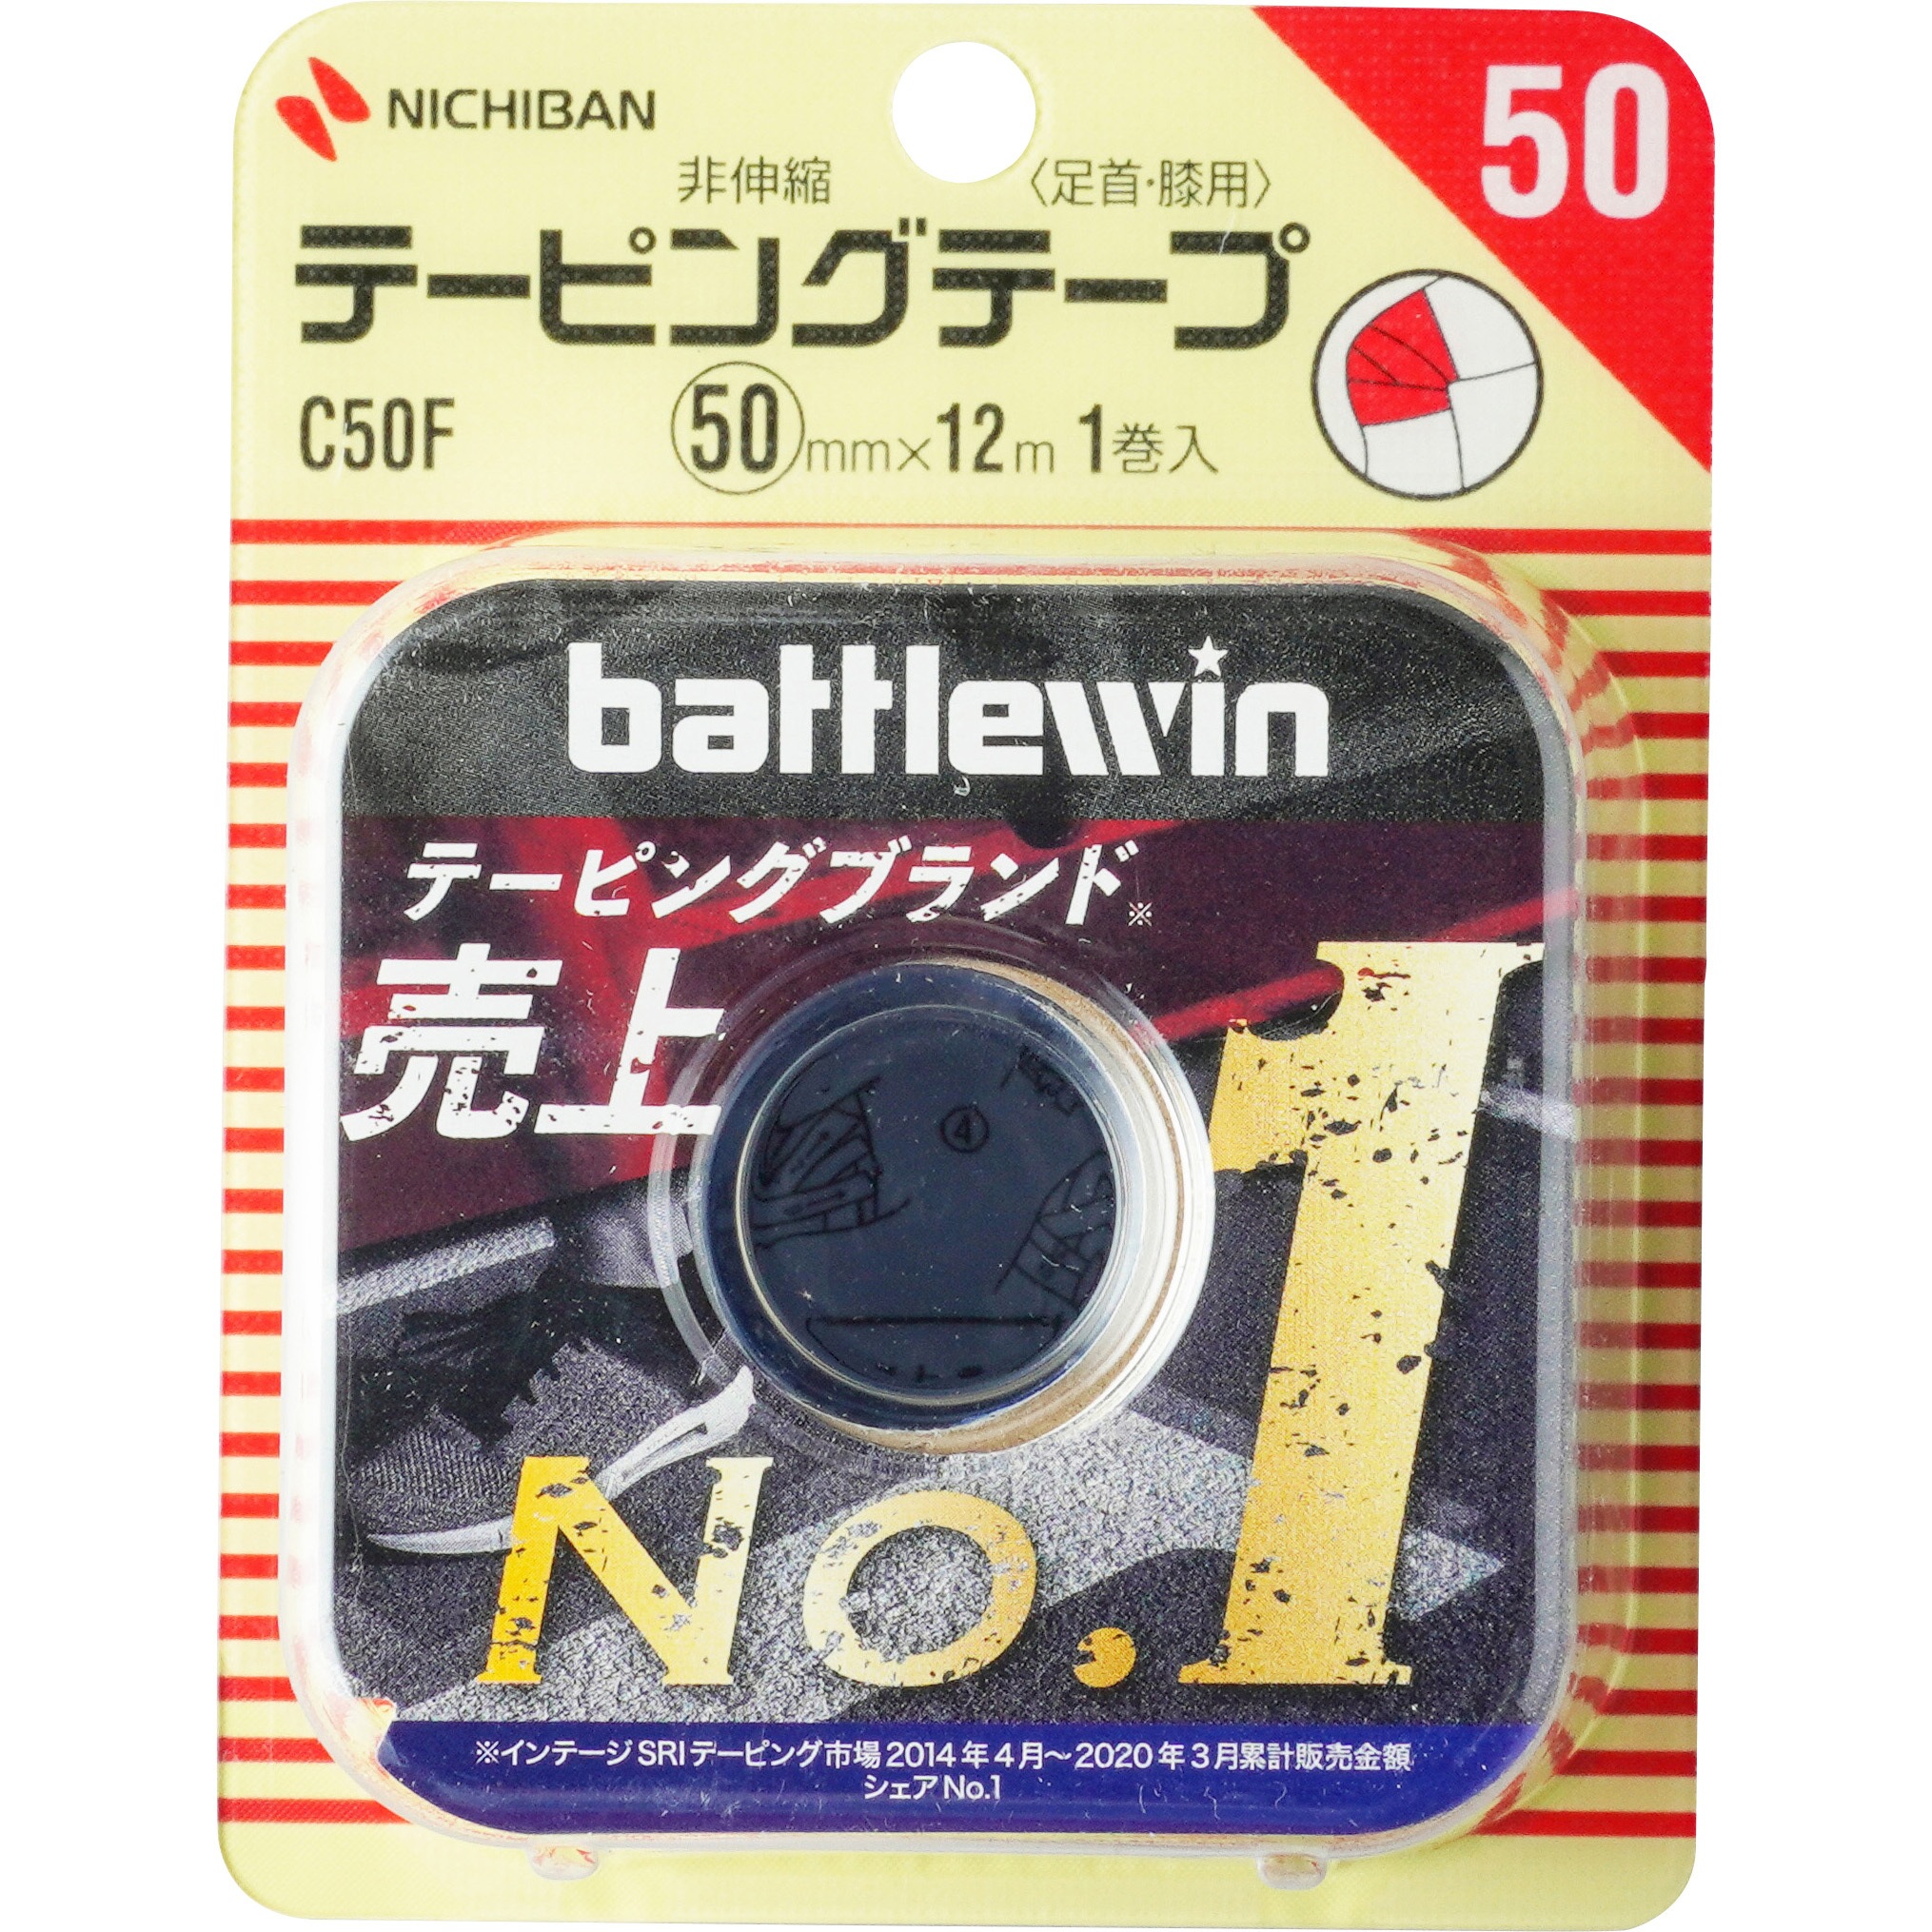 NICHIBAN
50
非伸縮 〈足首・膝用〉
テーピングテープ
C50F 50mm×12m 1巻入
battlewin
テーピングブランド※
売上
④
No.1
※インテージSRIテーピング市場2014年4月～2020年3月累計販売金額
シェアNo.1